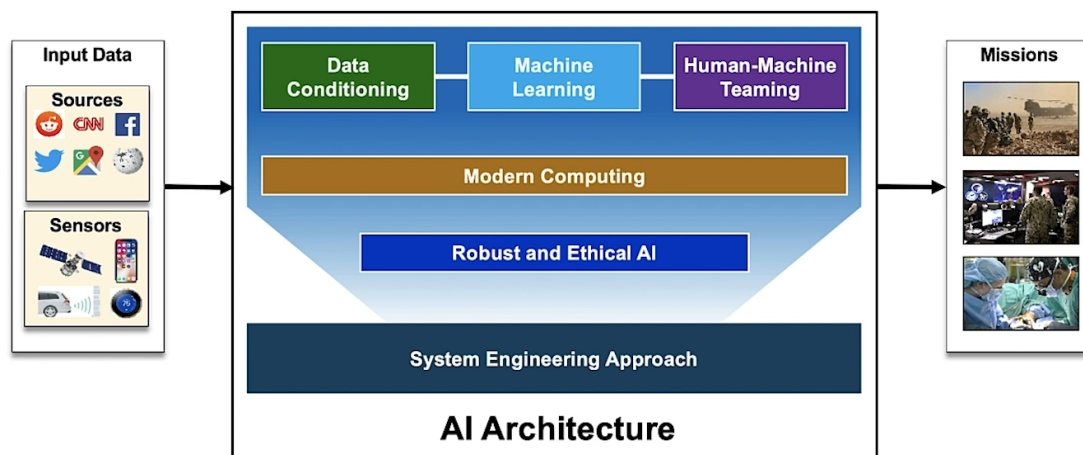 Input Data
Sources
CNN
Sensors
76
Data
Conditioning
Machine
Learning
Human-Machine
Teaming
Modern Computing
Robust and Ethical AI
System Engineering Approach
AI Architecture
Missions